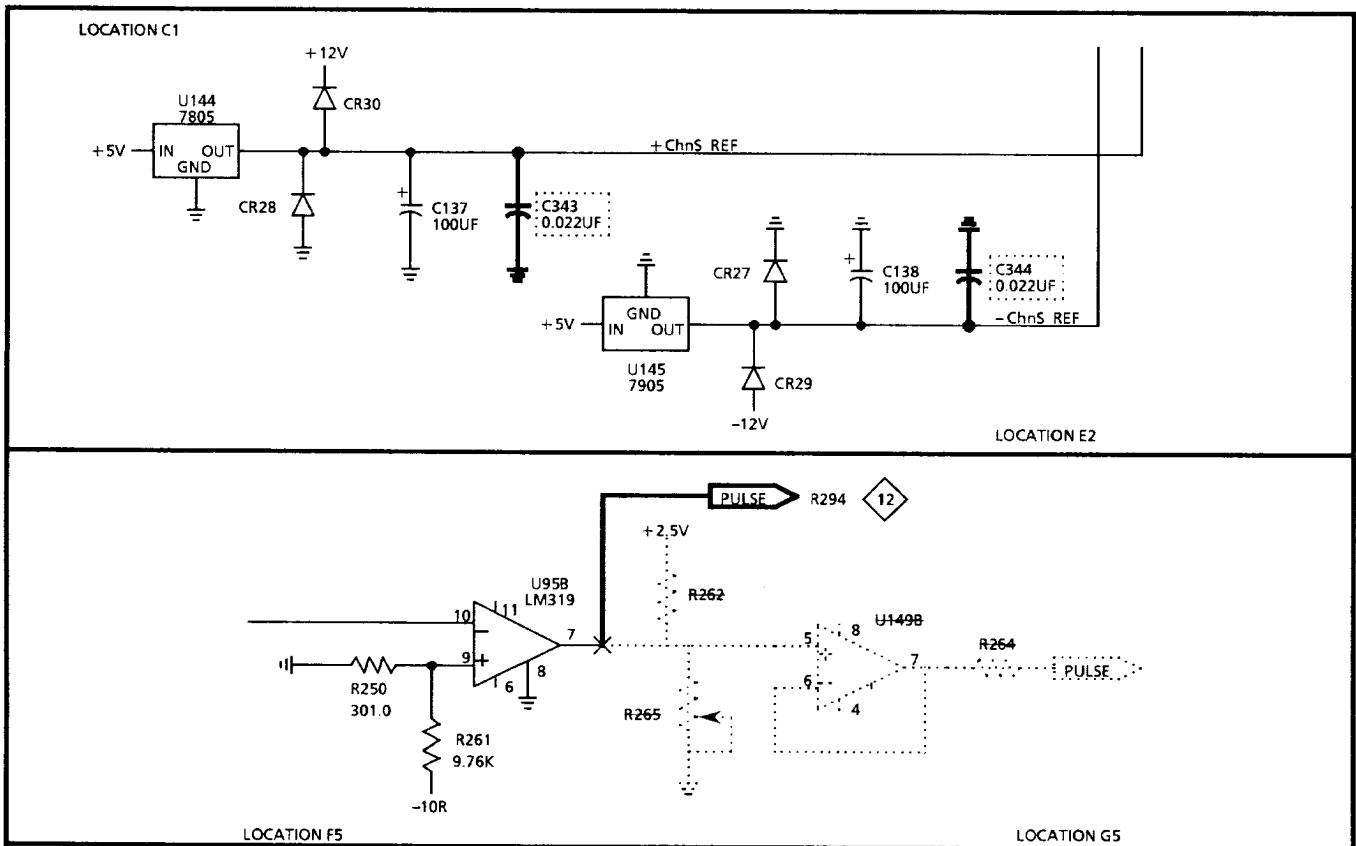 LOCATION C1
+12V
CR30
U144
7805
+5V
IN OUT
GND
+ChnS REF
CR28
+
C137
100UF
C343
0.022UF
CR27
+
C138
100UF
C344
0.022UF
+5V
GND
IN OUT
-ChnS REF
U145
7905
CR29
-12V
LOCATION E2
PULSE
R294
12
+2.5V
U95B
LM319
R262
10
11
-
7
9
+
8
6
R250
301.0
R261
9.76K
-10R
R265
U149B
5
8
+
7
6
-
4
R264
PULSE
LOCATION F5
LOCATION G5